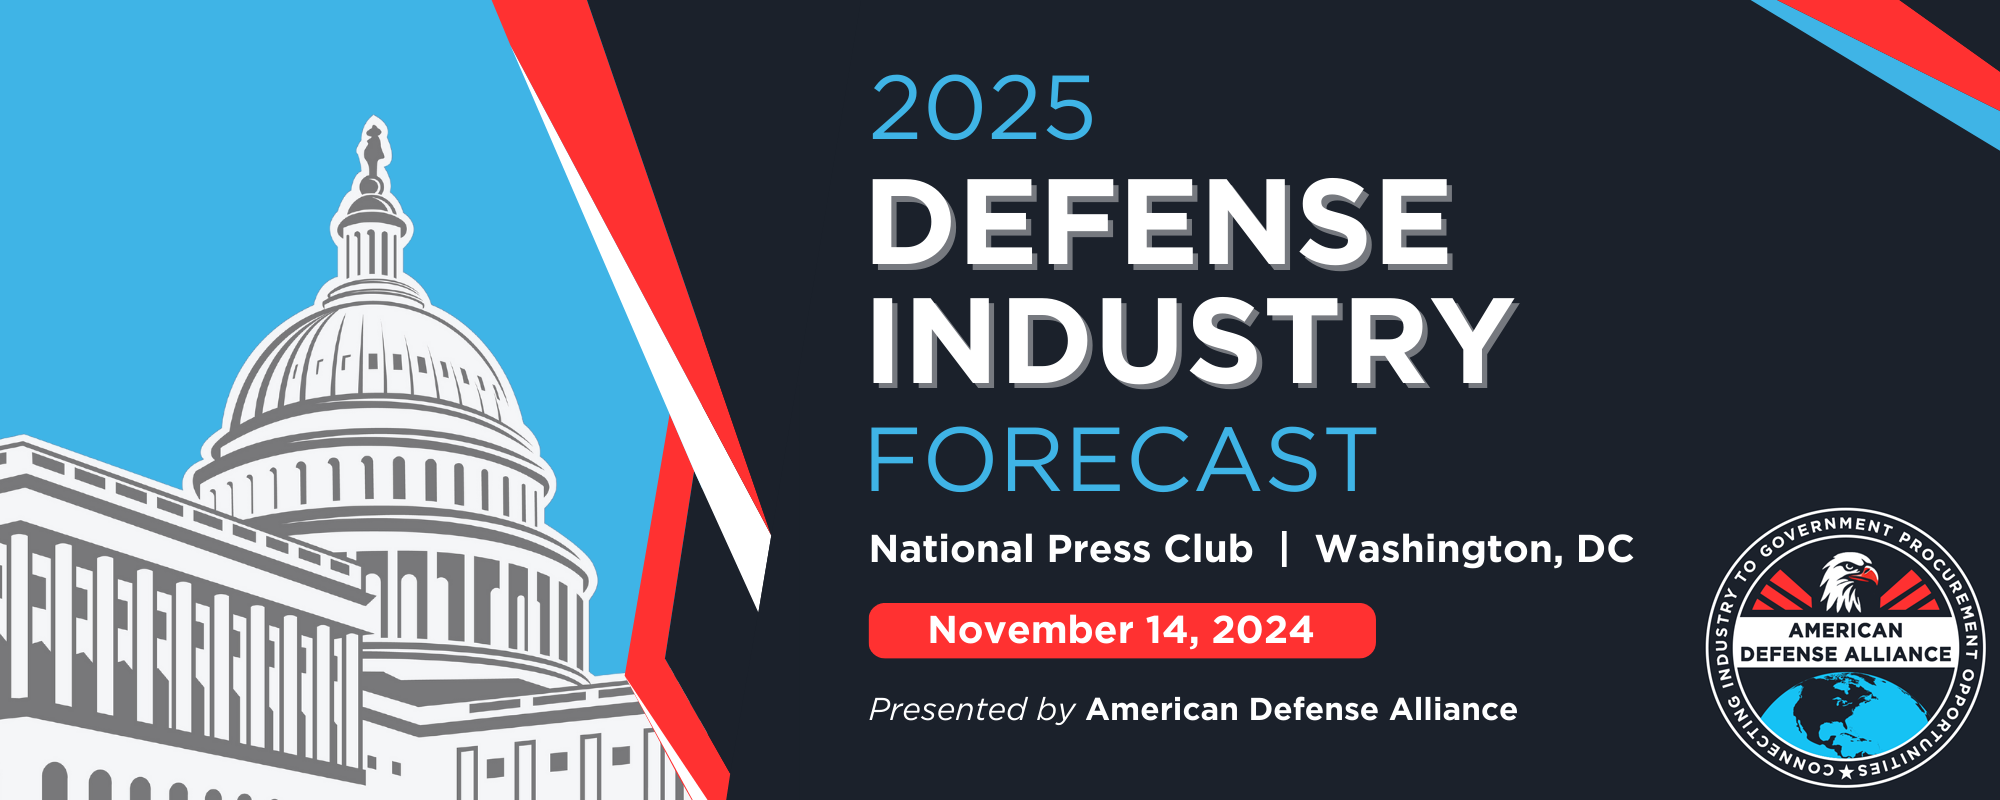 2025
DEFENSE
INDUSTRY
FORECAST
National Press Club | Washington, DC
November 14, 2024
Presented by American Defense Alliance
CONNECTING INDUSTRY TO GOVERNMENT PROCUREMENT OPPORTUNITIES
AMERICAN
DEFENSE ALLIANCE